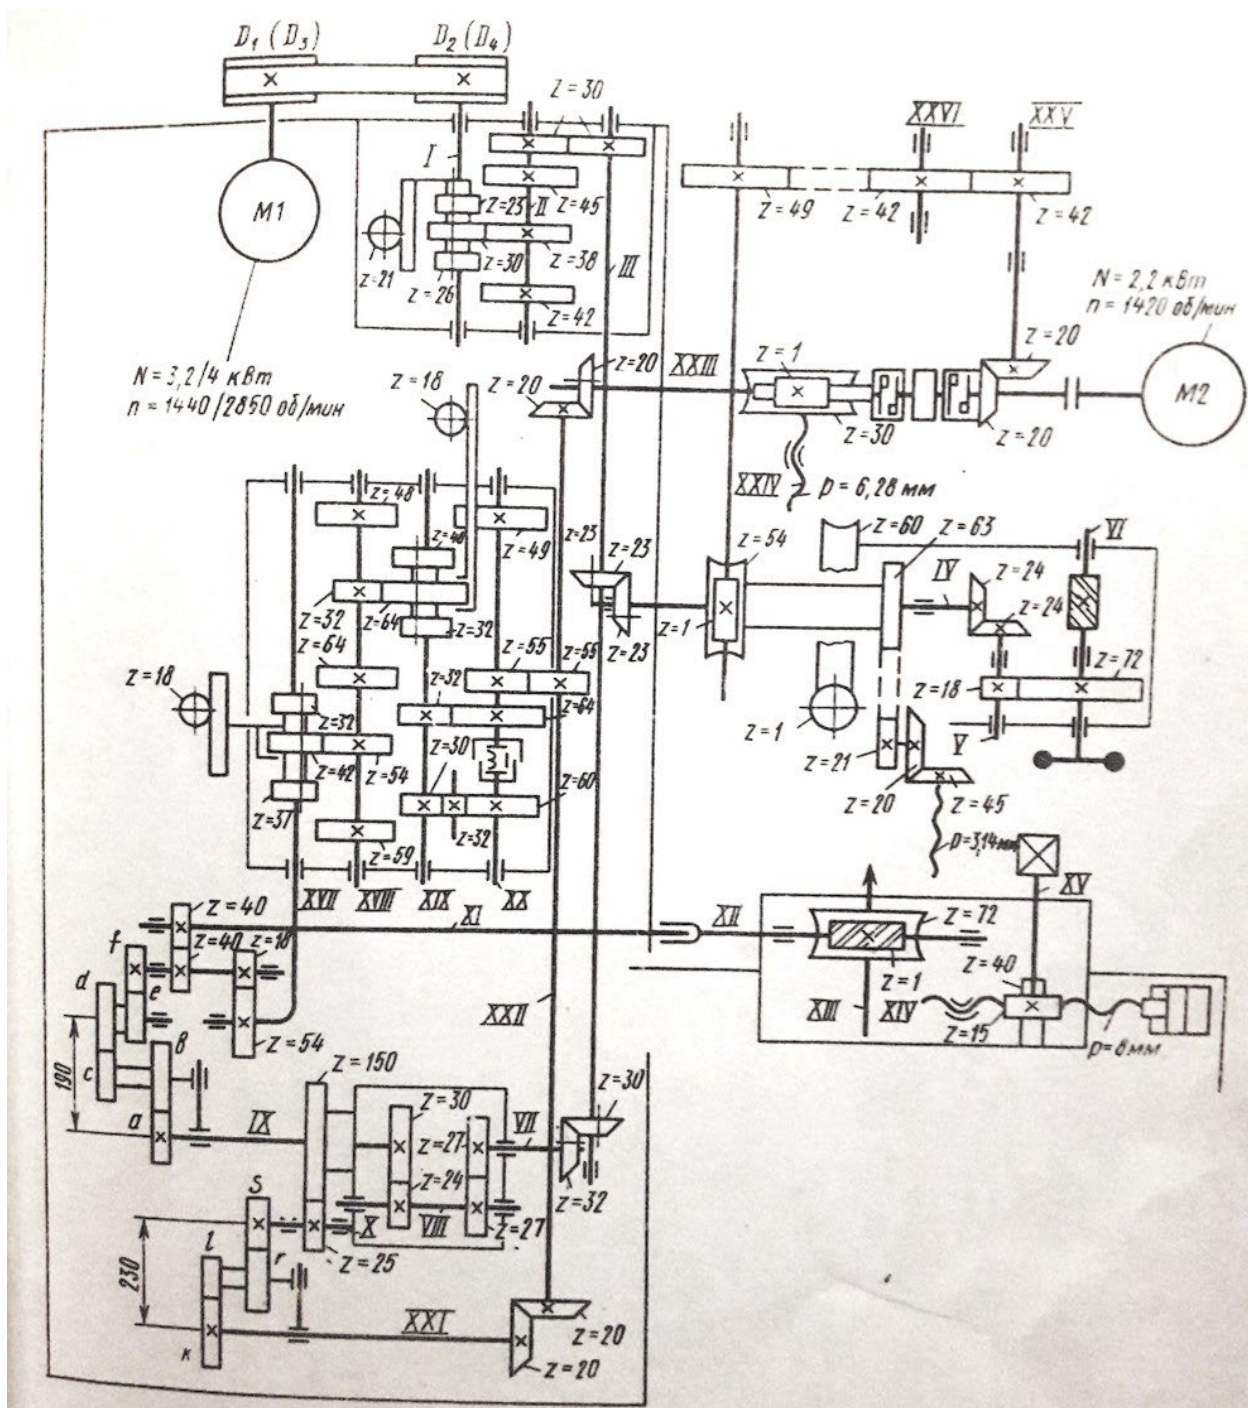 D₁ (D₃)
D₂ (D₄)
z=30
XXVI
XXV
I
M1
z=23
II
z=45
z=49
z=42
z=42
z=21
z=30
z=38
z=26
III
z=42
N=2,2 кВт
n=1420 об/мин
N=3,2/4 кВт
n=1440/2850 об/мин
z=18
z=20
z=20
XXIII
z=1
z=20
M2
z=30
z=20
XXIV
p=6,28 мм
z=48
z=49
z=23
z=23
z=54
z=60
z=63
VI
IV
z=24
z=24
z=32
z=64
z=32
z=1
z=23
z=64
z=55
z=55
z=72
z=18
z=18
z=32
z=32
z=64
z=1
V
z=42
z=54
z=30
z=60
z=21
z=20
z=45
z=37
z=32
z=59
p=3,14 мм
XVII
XVIII
XIX
XX
XV
z=40
XI
XII
z=72
f
z=40
z=18
z=40
d
e
z=1
XXII
XIII
XIV
z=15
в
z=54
p=8 мм
190
c
z=150
a
z=30
z=30
IX
z=27
VII
z=24
z=32
s
X
VIII
z=27
l
r
z=25
230
XXI
z=20
к
z=20